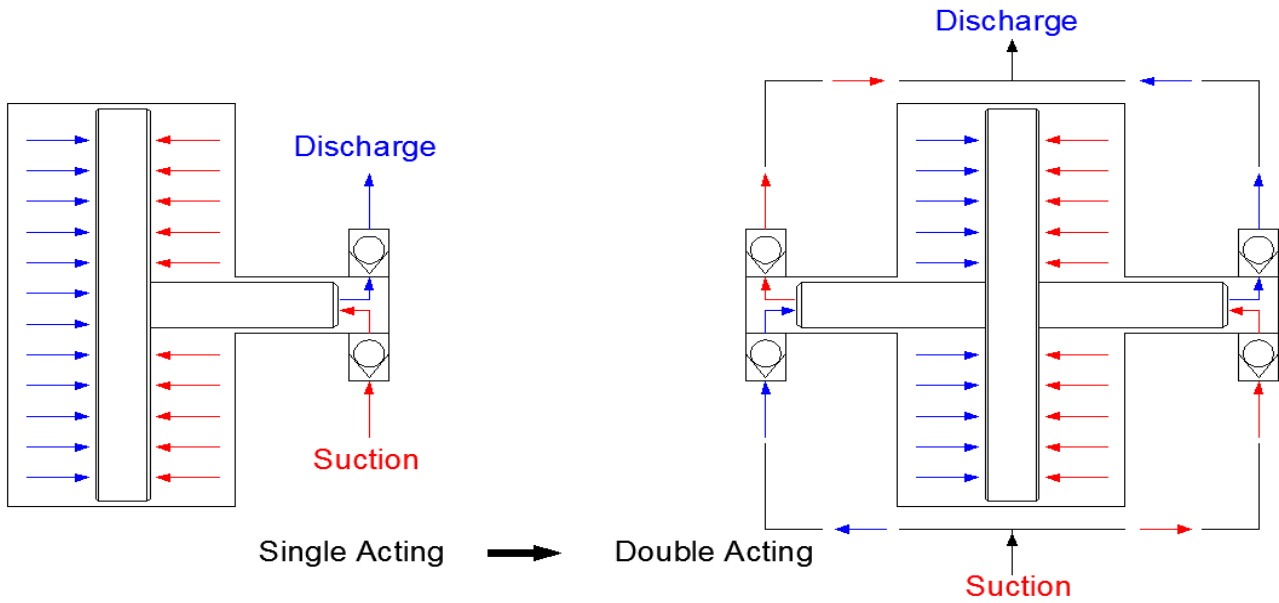 Discharge
Discharge
Suction
Single Acting
Double Acting
Suction